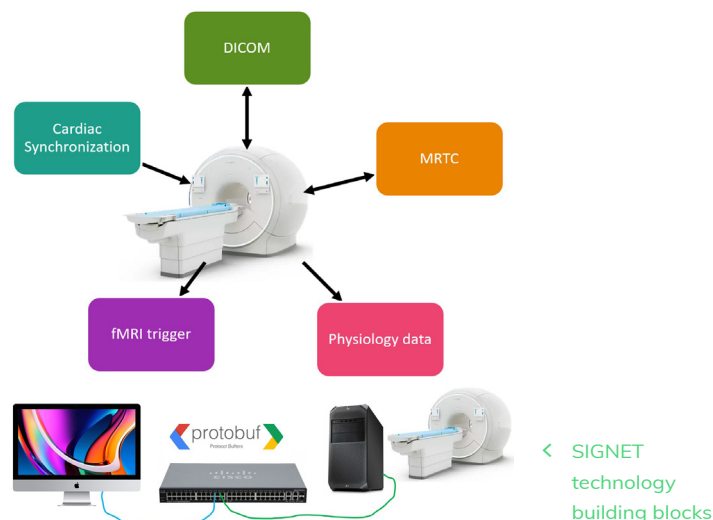 DICOM
Cardiac
Synchronization
MRTC
fMRI trigger
Physiology data
protobuf
Protocol Buffers
CISCO
< SIGNET
technology
building blocks